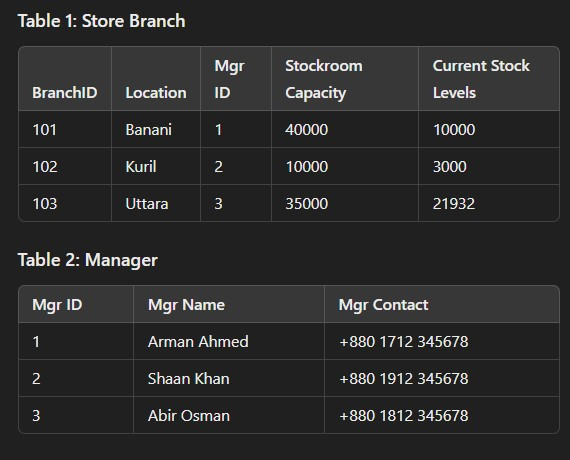 Table 1: Store Branch
Mgr Stockroom Current Stock
BranchID Location ID Capacity Levels
101 Banani 1 40000 10000
102 Kuril 2 10000 3000
103 Uttara 3 35000 21932
Table 2: Manager
Mgr ID Mgr Name Mgr Contact
1 Arman Ahmed +880 1712 345678
2 Shaan Khan +880 1912 345678
3 Abir Osman +880 1812 345678